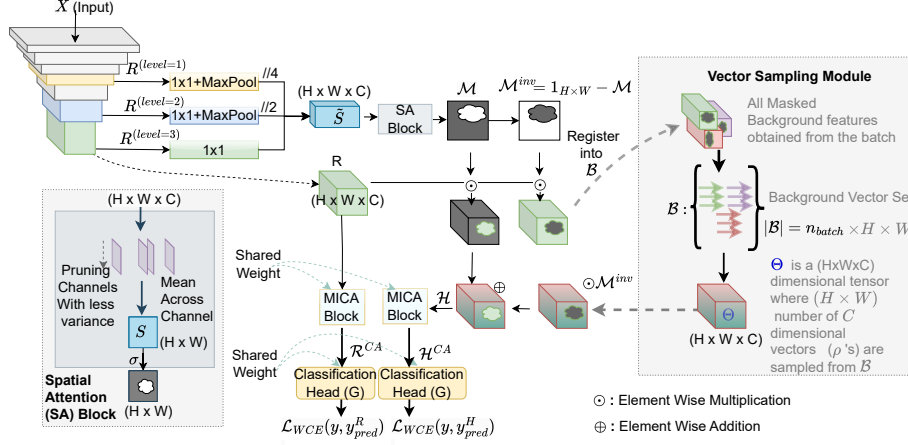 X (Input)
R^(level=1)
1x1+MaxPool
//4
R^(level=2)
1x1+MaxPool
//2
R^(level=3)
1x1
(H x W x C)
S̃
SA
Block
ℳ
ℳ^inv = 1_{H×W} − ℳ
Register
into
ℬ
R
(H x W x C)
Vector Sampling Module
All Masked
Background features
obtained from the batch
ℬ :
Background Vector Se
|ℬ| = n_batch × H × W
Θ
(H x W x C)
Θ is a (HxWxC)
dimensional tensor
where (H × W)
number of C
dimensional
vectors (ρ 's) are
sampled from ℬ
(H x W x C)
Pruning
Channels
With less
variance
Mean
Across
Channel
S
(H x W)
σ
(H x W)
Spatial
Attention
(SA) Block
Shared
Weight
MICA
Block
MICA
Block
ℋ
⊕
⊙ℳ^inv
ℛ^CA
ℋ^CA
Shared
Weight
Classification
Head (G)
Classification
Head (G)
ℒ_WCE(y, y^R_pred)
ℒ_WCE(y, y^H_pred)
⊙ : Element Wise Multiplication
⊕ : Element Wise Addition